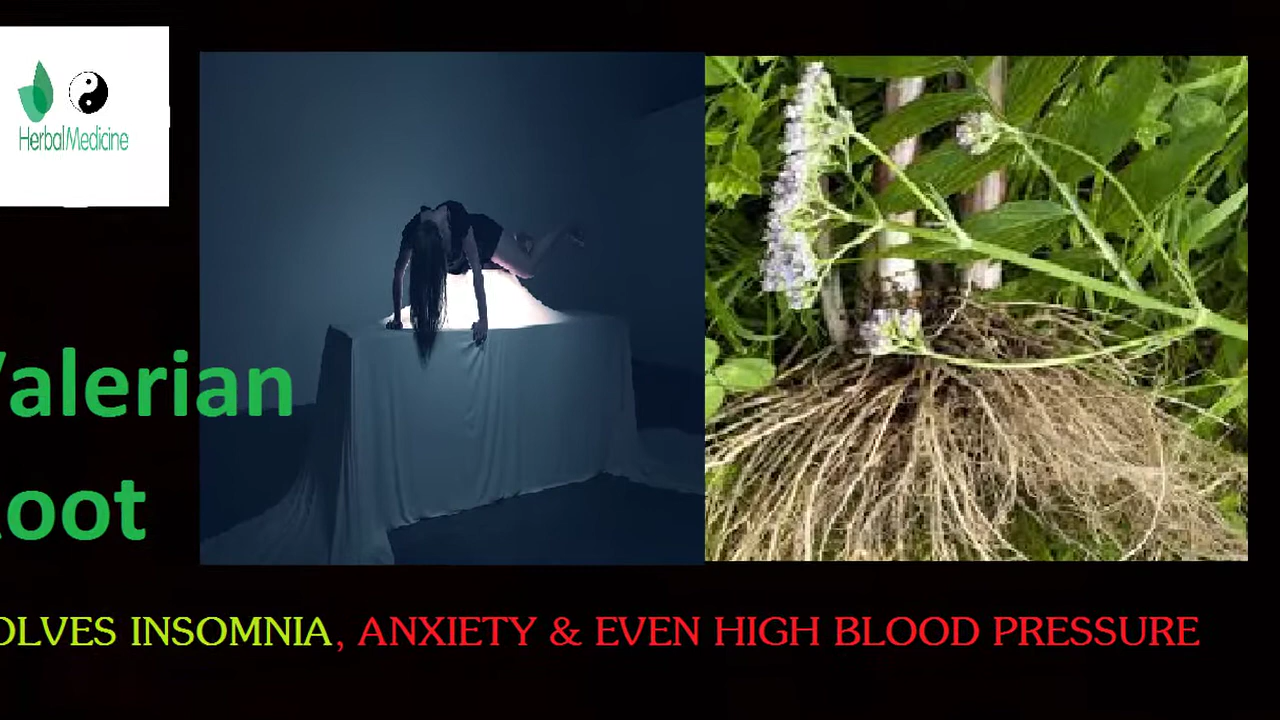 HerbalMedicine
alerian
oot
OLVES INSOMNIA, ANXIETY & EVEN HIGH BLOOD PRESSURE